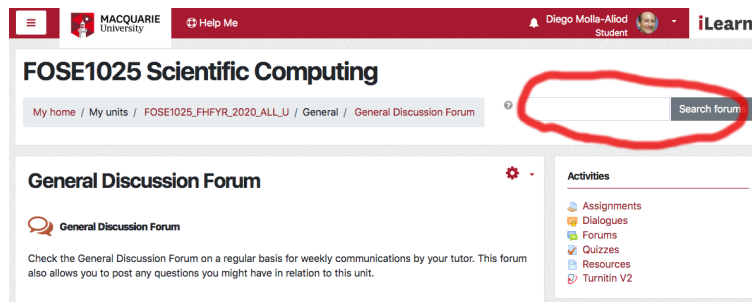 MACQUARIE
University
Help Me
Diego Molla-Aliod
Student
iLearn
FOSE1025 Scientific Computing
My home / My units / FOSE1025_FHFYR_2020_ALL_U / General / General Discussion Forum
Search forums
General Discussion Forum
General Discussion Forum
Check the General Discussion Forum on a regular basis for weekly communications by your tutor. This forum
also allows you to post any questions you might have in relation to this unit.
Activities
Assignments
Dialogues
Forums
Quizzes
Resources
Turnitin V2